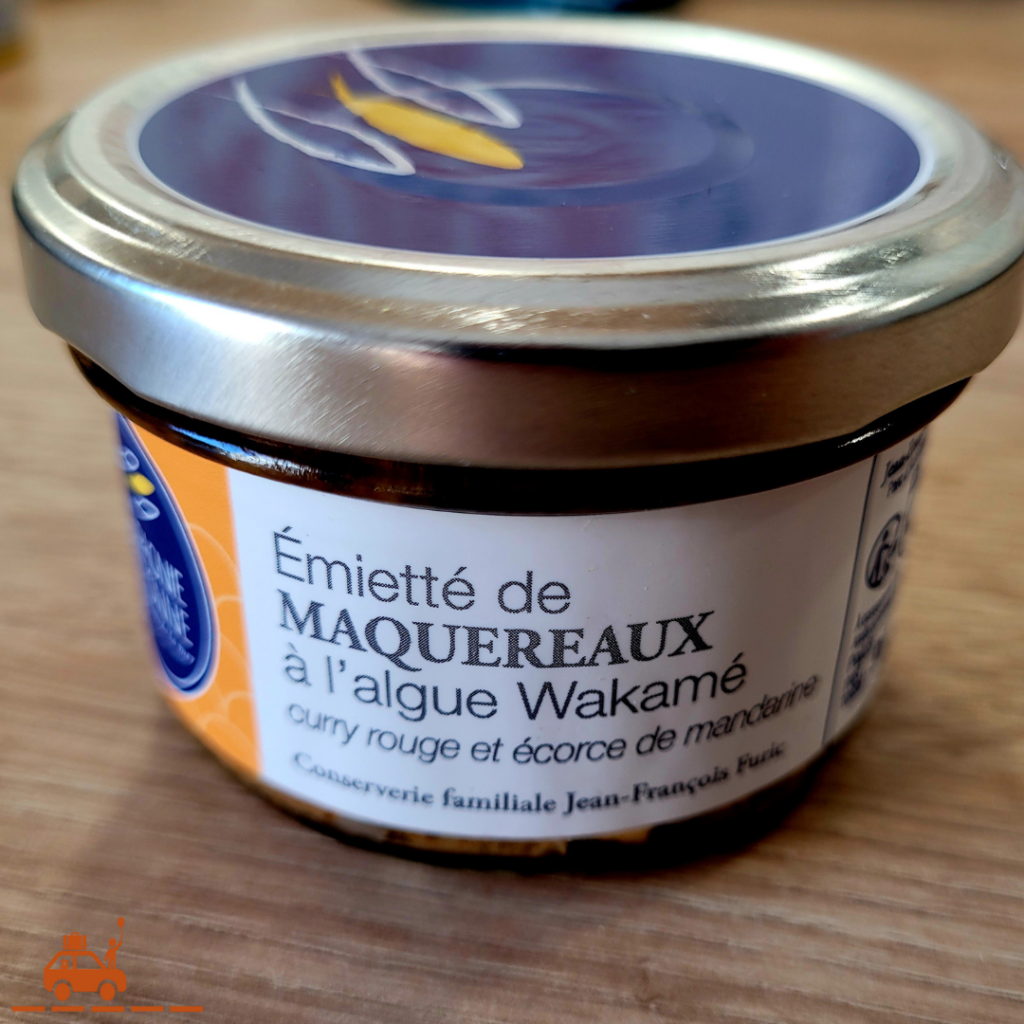 Émietté de
MAQUEREAUX
à l'algue Wakamé
curry rouge et écorce de mandarine
Conserverie familiale Jean-François Furic